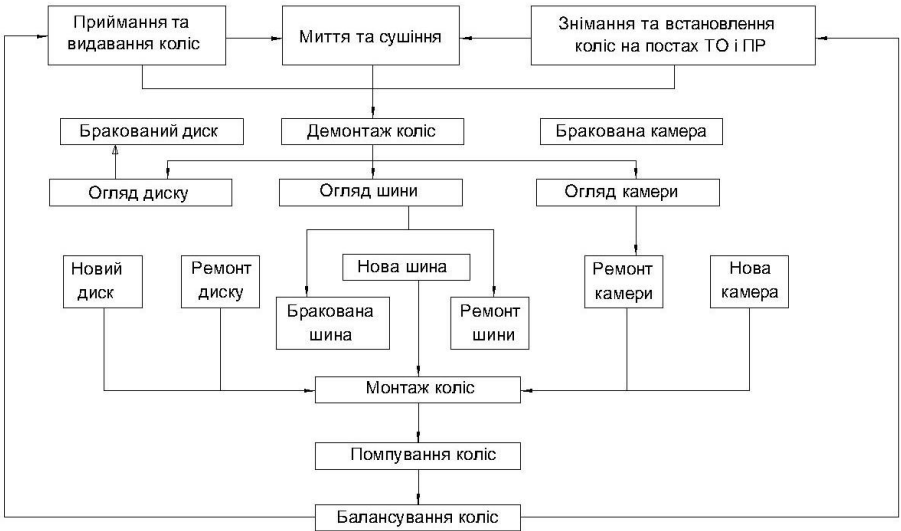 Приймання та
видавання коліс
Миття та сушіння
Знімання та встановлення
коліс на постах ТО і ПР
Бракований диск
Демонтаж коліс
Бракована камера
Огляд диску
Огляд шини
Огляд камери
Новий
диск
Ремонт
диску
Нова шина
Ремонт
камери
Нова
камера
Бракована
шина
Ремонт
шини
Монтаж коліс
Помпування коліс
Балансування коліс